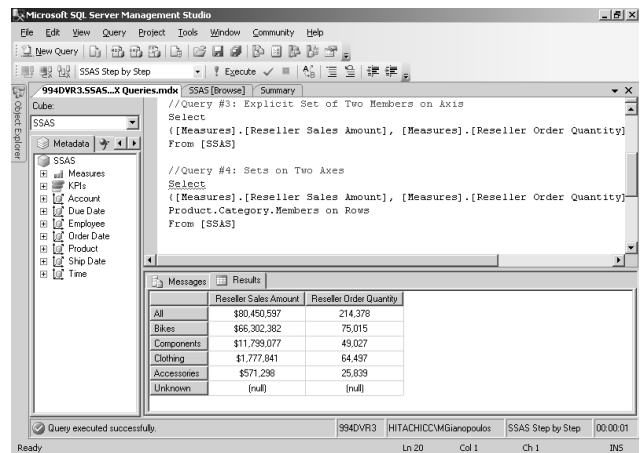 Microsoft SQL Server Management Studio
File Edit View Query Project Tools Window Community Help
New Query
SSAS Step by Step
Execute
994DVR3.SSAS...X Queries.mdx SSAS [Browse] Summary
Object Explorer
Cube:
SSAS
Metadata
SSAS
Measures
KPIs
Account
Due Date
Employee
Order Date
Product
Ship Date
Time
//Query #3: Explicit Set of Two Members on Axis
Select
{[Measures].[Reseller Sales Amount], [Measures].[Reseller Order Quantity]
From [SSAS]
//Query #4: Sets on Two Axes
Select
{[Measures].[Reseller Sales Amount], [Measures].[Reseller Order Quantity]
Product.Category.Members on Rows
From [SSAS]
Messages Results
Reseller Sales Amount Reseller Order Quantity
All $80,450,597 214,378
Bikes $66,302,382 75,015
Components $11,799,077 49,027
Clothing $1,777,841 64,497
Accessories $571,298 25,839
Unknown (null) (null)
Query executed successfully. 994DVR3 HITACHICC\MGianopoulos SSAS Step by Step 00:00:01
Ready Ln 20 Col 1 Ch 1 INS